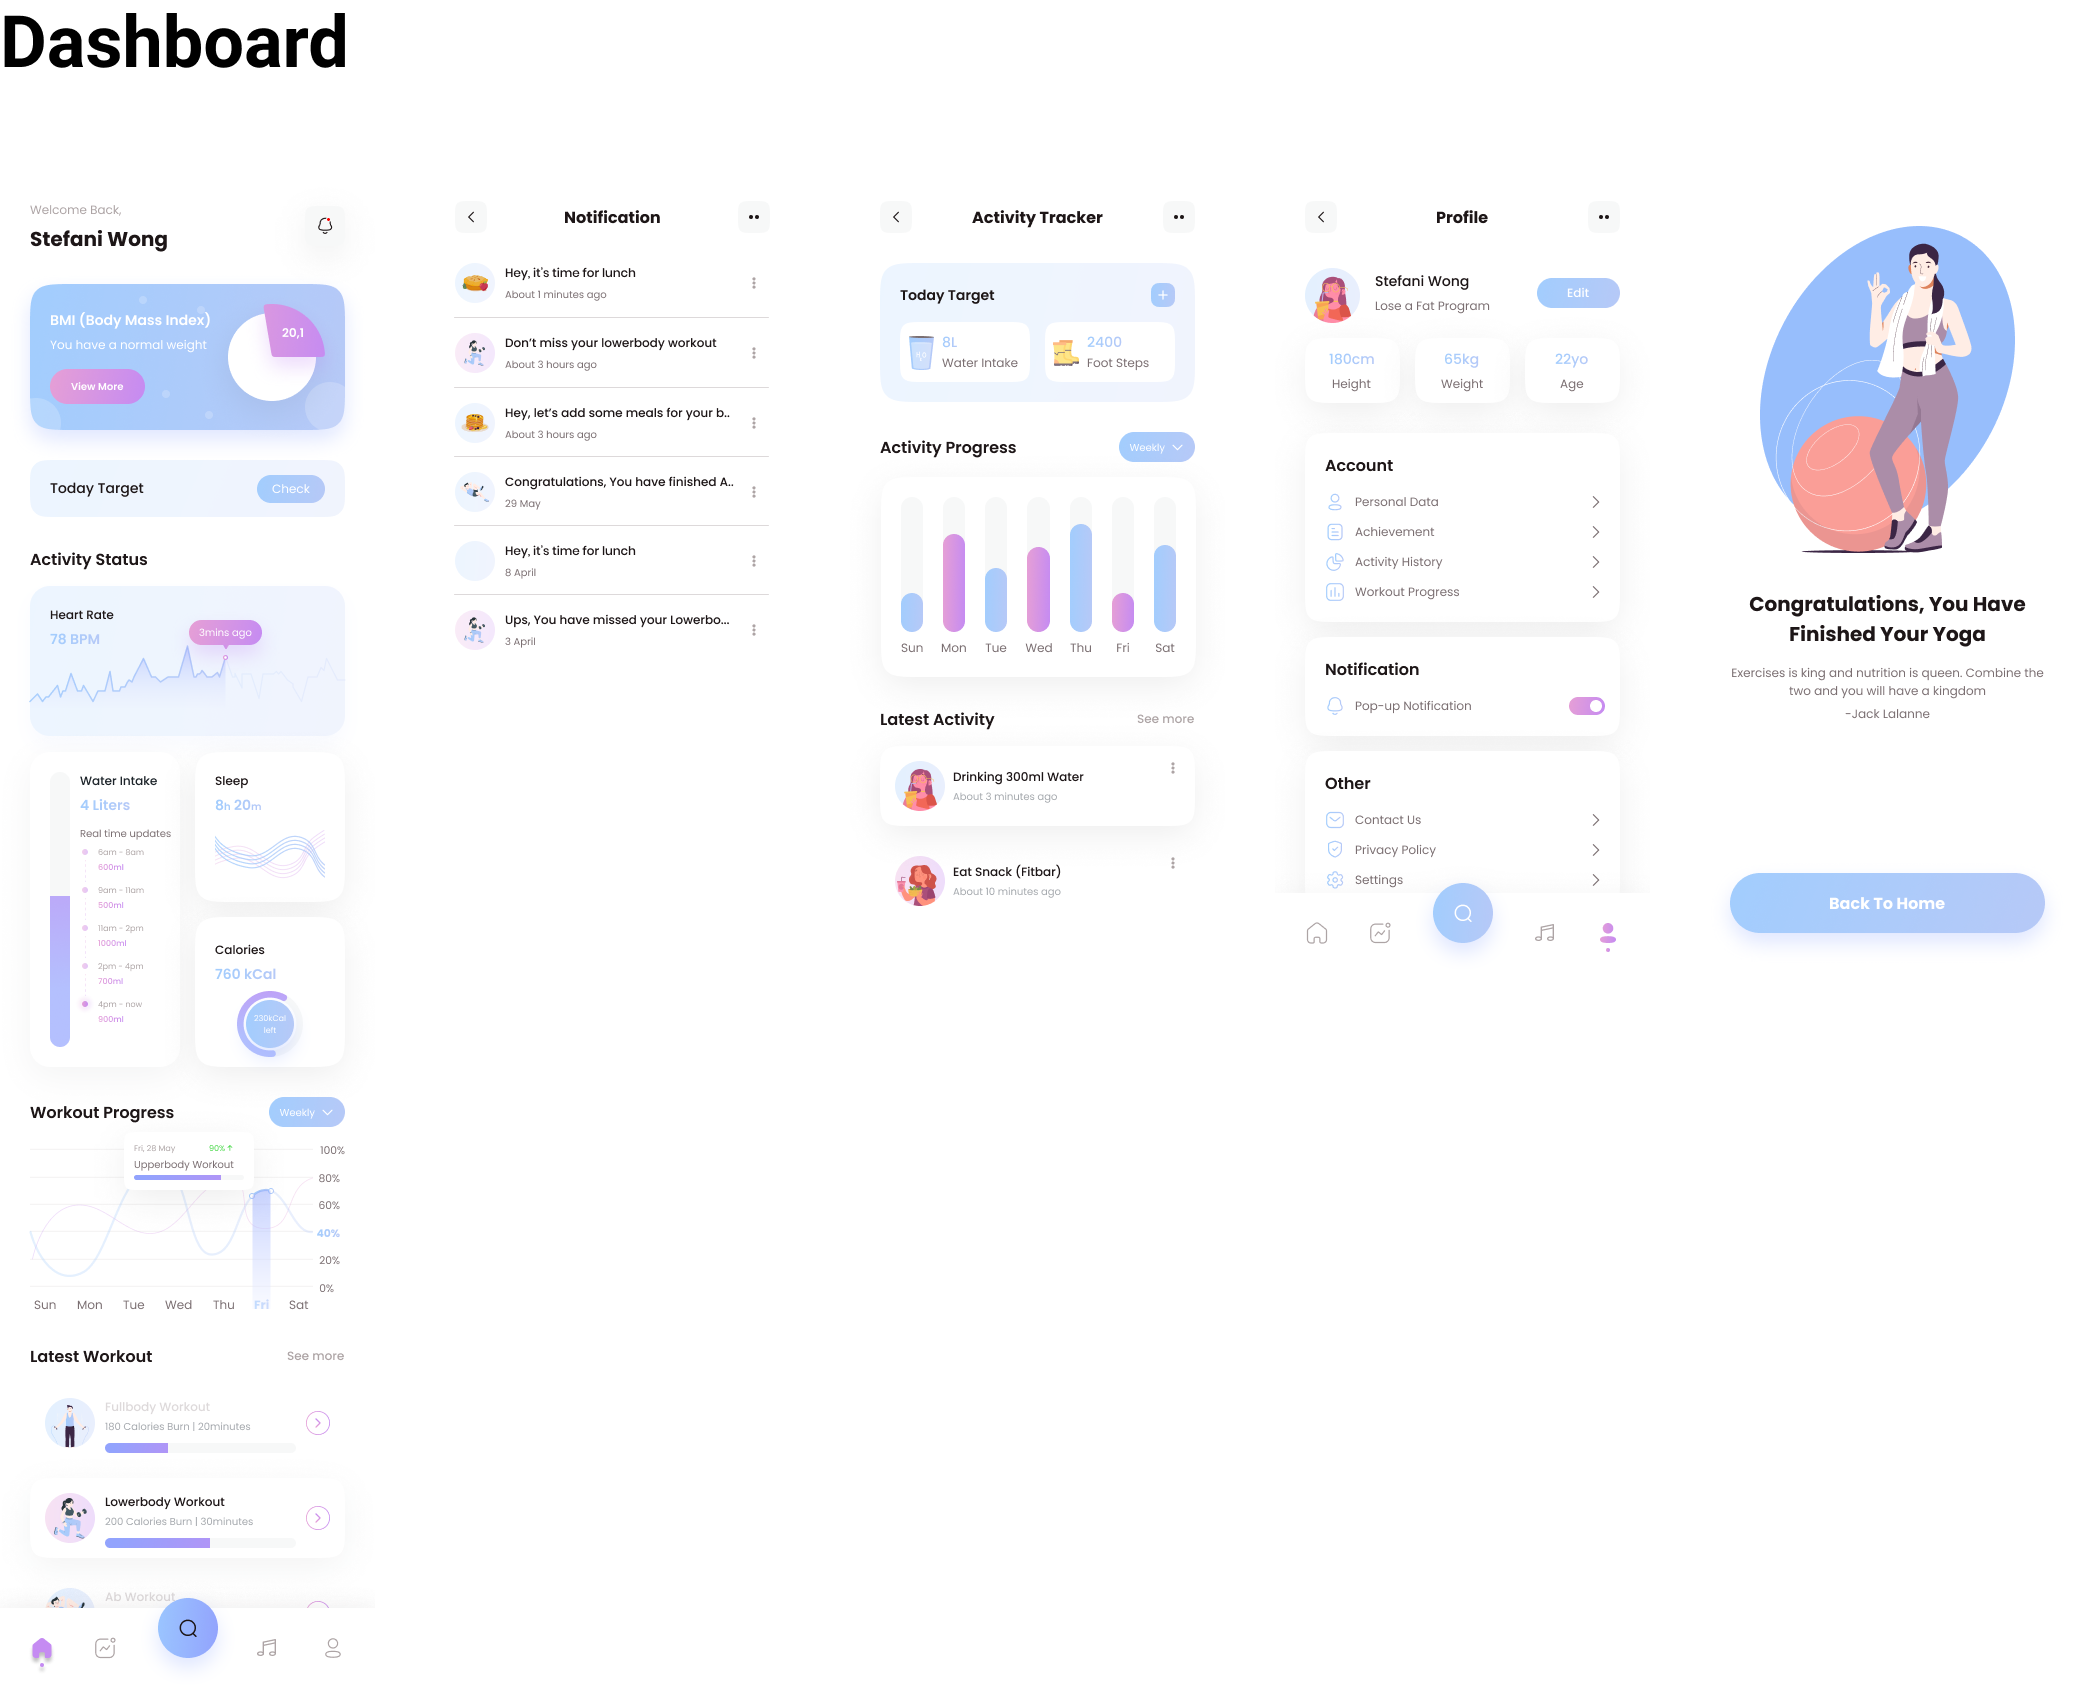 Dashboard
Welcome Back,
Stefani Wong
BMI (Body Mass Index)
You have a normal weight
20,1
View More
Today Target
Check
Activity Status
Heart Rate
78 BPM
3mins ago
Water Intake
4 Liters
Real time updates
6am - 8am
600ml
9am - 11am
500ml
11am - 2pm
1000ml
2pm - 4pm
700ml
4pm - now
900ml
Sleep
8h 20m
Calories
760 kCal
230kCal
left
Workout Progress
Weekly
Fri, 28 May
90% ↑
Upperbody Workout
100%
80%
60%
40%
20%
0%
Sun Mon Tue Wed Thu Fri Sat
Latest Workout
See more
Fullbody Workout
180 Calories Burn | 20minutes
Lowerbody Workout
200 Calories Burn | 30minutes
Ab Workout
Notification
Hey, it's time for lunch
About 1 minutes ago
Don't miss your lowerbody workout
About 3 hours ago
Hey, let's add some meals for your b..
About 3 hours ago
Congratulations, You have finished A..
29 May
Hey, it's time for lunch
8 April
Ups, You have missed your Lowerbo...
3 April
Activity Tracker
Today Target
8L
Water Intake
2400
Foot Steps
Activity Progress
Weekly
Sun Mon Tue Wed Thu Fri Sat
Latest Activity
See more
Drinking 300ml Water
About 3 minutes ago
Eat Snack (Fitbar)
About 10 minutes ago
Profile
Stefani Wong
Lose a Fat Program
Edit
180cm
Height
65kg
Weight
22yo
Age
Account
Personal Data
Achievement
Activity History
Workout Progress
Notification
Pop-up Notification
Other
Contact Us
Privacy Policy
Settings
Congratulations, You Have
Finished Your Yoga
Exercises is king and nutrition is queen. Combine the
two and you will have a kingdom
-Jack Lalanne
Back To Home